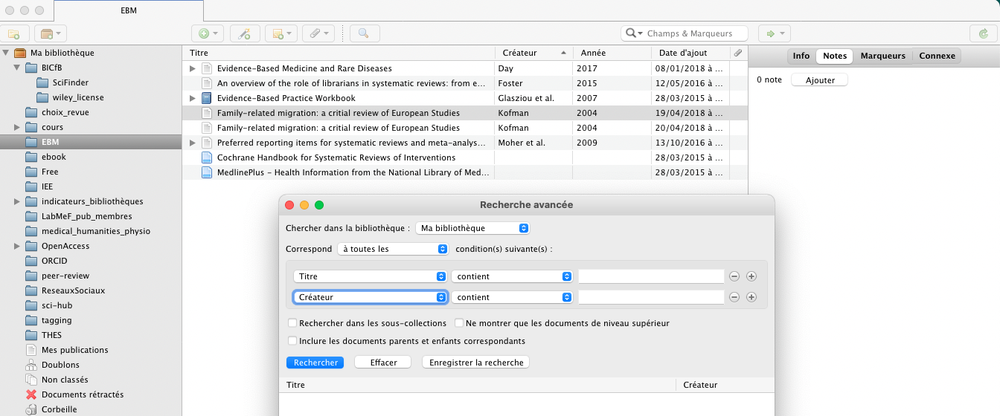 EBM
Champs & Marqueurs
Ma bibliothèque
BICfB
SciFinder
wiley_license
choix_revue
cours
EBM
ebook
Free
IEE
indicateurs_bibliothèques
LabMeF_pub_membres
medical_humanities_physio
OpenAccess
ORCID
peer-review
ReseauxSociaux
sci-hub
tagging
THES
Mes publications
Doublons
Non classés
Documents rétractés
Corbeille
Titre Créateur Année Date d'ajout
Evidence-Based Medicine and Rare Diseases Day 2017 08/01/2018 à ...
An overview of the role of librarians in systematic reviews: from e... Foster 2015 12/05/2016 à ...
Evidence-Based Practice Workbook Glasziou et al. 2007 28/03/2015 à ...
Family-related migration: a critial review of European Studies Kofman 2004 19/04/2018 à ...
Family-related migration: a critial review of European Studies Kofman 2004 20/04/2018 à ...
Preferred reporting items for systematic reviews and meta-analys... Moher et al. 2009 13/10/2016 à ...
Cochrane Handbook for Systematic Reviews of Interventions 28/03/2015 à ...
MedlinePlus - Health Information from the National Library of Med... 28/03/2015 à ...
Info Notes Marqueurs Connexe
0 note Ajouter
Recherche avancée
Chercher dans la bibliothèque : Ma bibliothèque
Correspond à toutes les condition(s) suivante(s) :
Titre contient
Créateur contient
Rechercher dans les sous-collections Ne montrer que les documents de niveau supérieur
Inclure les documents parents et enfants correspondants
Rechercher Effacer Enregistrer la recherche
Titre Créateur